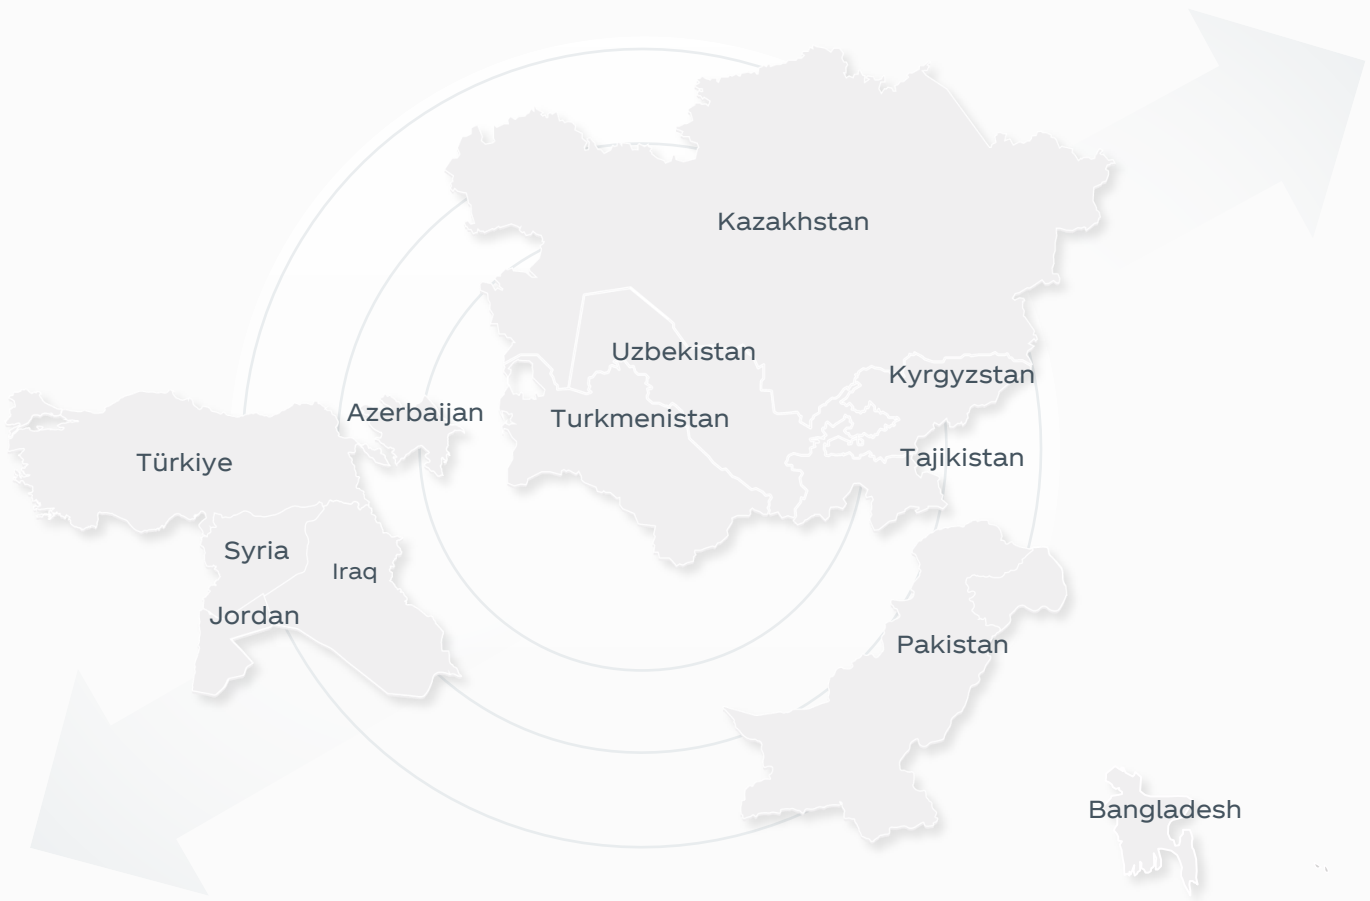 Kazakhstan
Uzbekistan
Kyrgyzstan
Azerbaijan
Turkmenistan
Türkiye
Tajikistan
Syria
Iraq
Jordan
Pakistan
Bangladesh